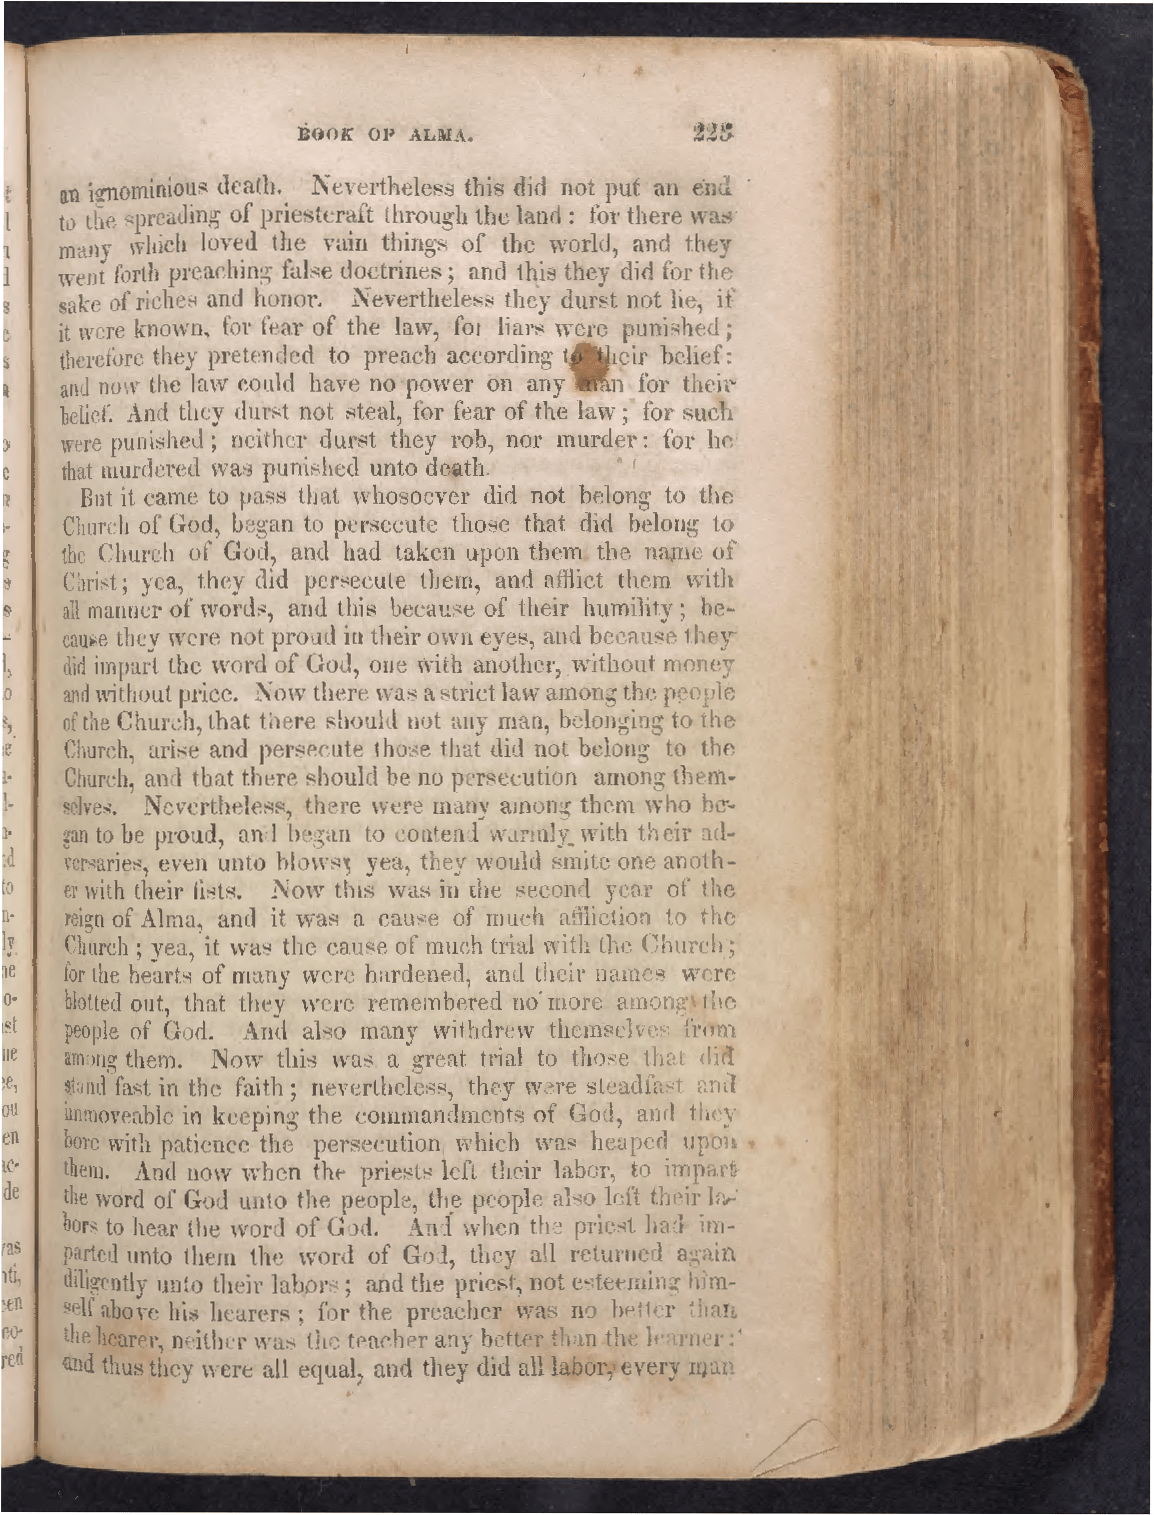 BOOK OF ALMA. 225
an ignominious death. Nevertheless this did not put an end
to the spreading of priestcraft through the land : for there was
many which loved the vain things of the world, and they
went forth preaching false doctrines ; and this they did for the
sake of riches and honor. Nevertheless they durst not lie, if
it were known, for fear of the law, for liars were punished ;
therefore they pretended to preach according to their belief :
and now the law could have no power on any man for their
belief. And they durst not steal, for fear of the law ; for such
were punished ; neither durst they rob, nor murder : for he
that murdered was punished unto death.
But it came to pass that whosoever did not belong to the
Church of God, began to persecute those that did belong to
the Church of God, and had taken upon them the name of
Christ ; yea, they did persecute them, and afflict them with
all manner of words, and this because of their humility ; be-
cause they were not proud in their own eyes, and because they
did impart the word of God, one with another, without money
and without price. Now there was a strict law among the people
of the Church, that there should not any man, belonging to the
Church, arise and persecute those that did not belong to the
Church, and that there should be no persecution among them-
selves. Nevertheless, there were many among them who be-
gan to be proud, and began to contend warmly with their ad-
versaries, even unto blows; yea, they would smite one anoth-
er with their fists. Now this was in the second year of the
reign of Alma, and it was a cause of much affliction to the
Church ; yea, it was the cause of much trial with the Church ;
for the hearts of many were hardened, and their names were
blotted out, that they were remembered no more among the
people of God. And also many withdrew themselves from
among them. Now this was a great trial to those that did
stand fast in the faith ; nevertheless, they were steadfast and
immoveable in keeping the commandments of God, and they
bore with patience the persecution which was heaped upon
them. And now when the priests left their labor, to impart
the word of God unto the people, the people also left their la-
bors to hear the word of God. And when the priest had im-
parted unto them the word of God, they all returned again
diligently unto their labors ; and the priest, not esteeming him-
self above his hearers ; for the preacher was no better than
the hearer, neither was the teacher any better than the learner :
and thus they were all equal, and they did all labor, every man